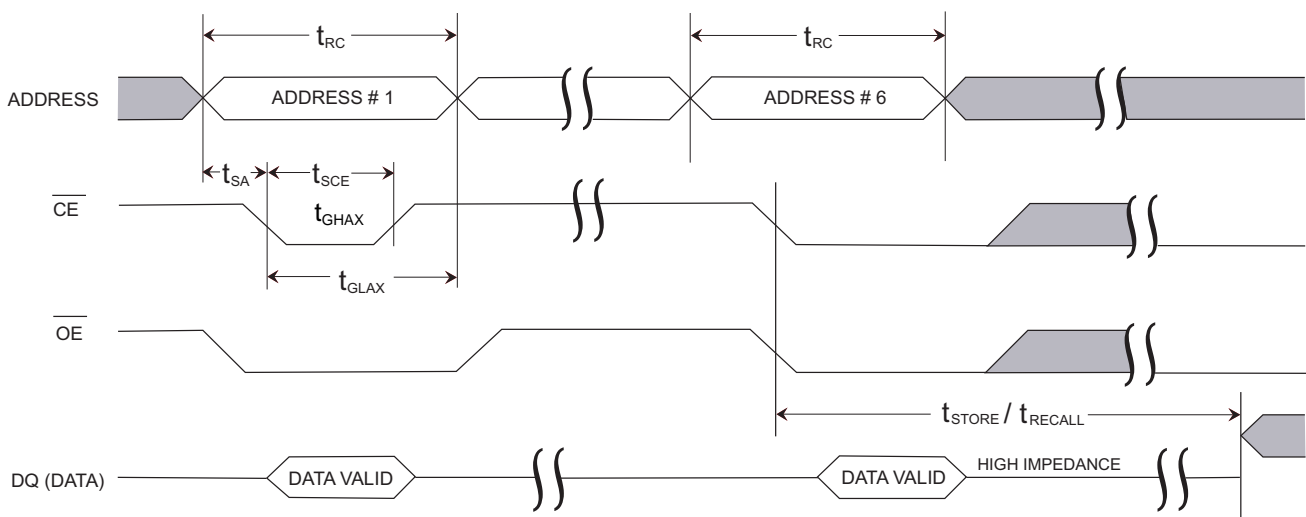 tRC
tRC
ADDRESS
ADDRESS # 1
ADDRESS # 6
tSA
tSCE
CE
tGHAX
tGLAX
OE
tSTORE / tRECALL
DQ (DATA)
DATA VALID
DATA VALID
HIGH IMPEDANCE